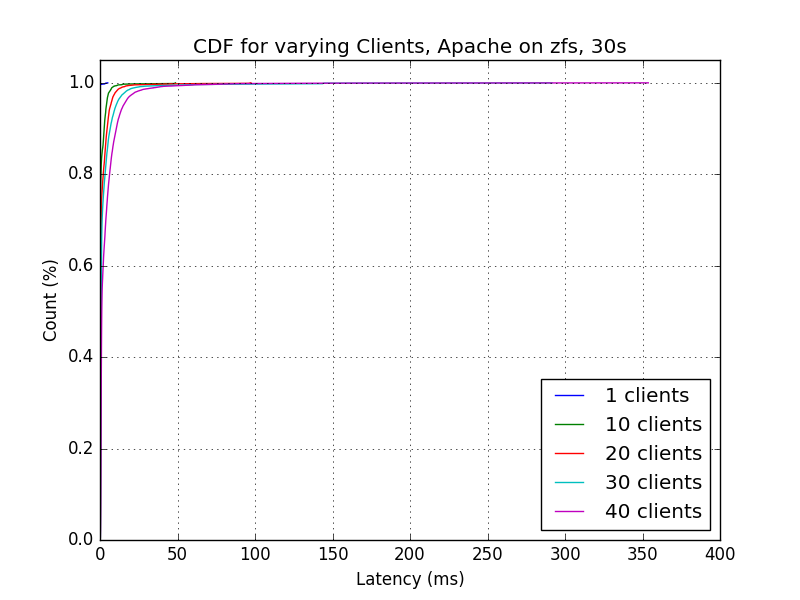 CDF for varying Clients, Apache on zfs, 30s
1.0
0.8
0.6
0.4
0.2
0.0
Count (%)
0 50 100 150 200 250 300 350 400
Latency (ms)
1 clients
10 clients
20 clients
30 clients
40 clients